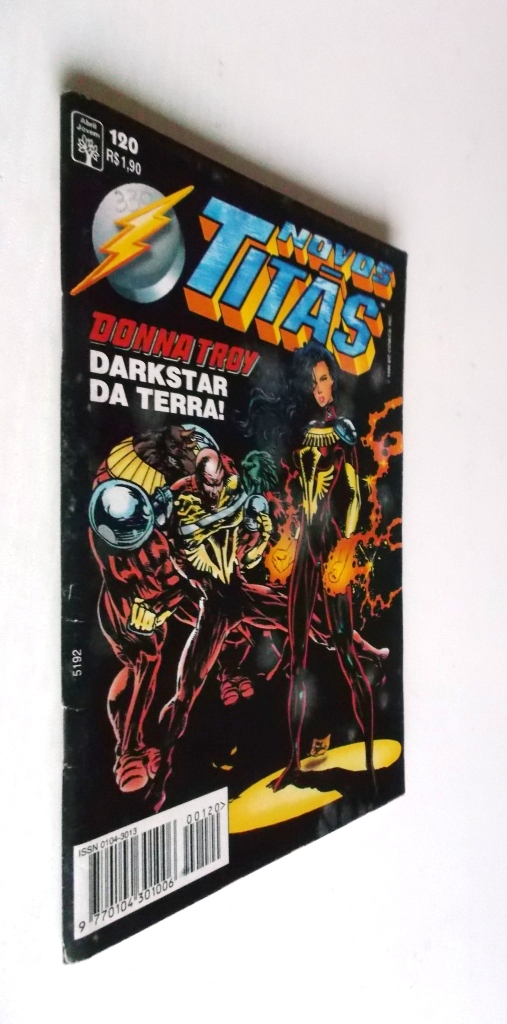 Abril
Jovem
120
R$1,90
330
NOVOS
TITÃS
DONNA TROY
DARKSTAR
DA TERRA!
5192
ISSN 0104-3013
00120>
9 770104 301006